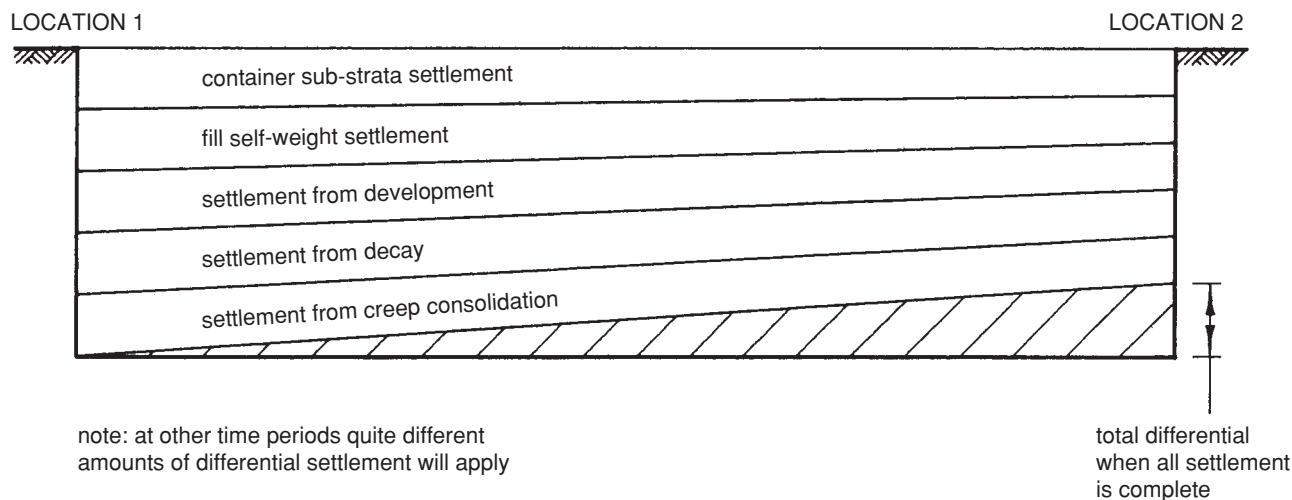 LOCATION 1
LOCATION 2
container sub-strata settlement
fill self-weight settlement
settlement from development
settlement from decay
settlement from creep consolidation
note: at other time periods quite different
amounts of differential settlement will apply
total differential
when all settlement
is complete